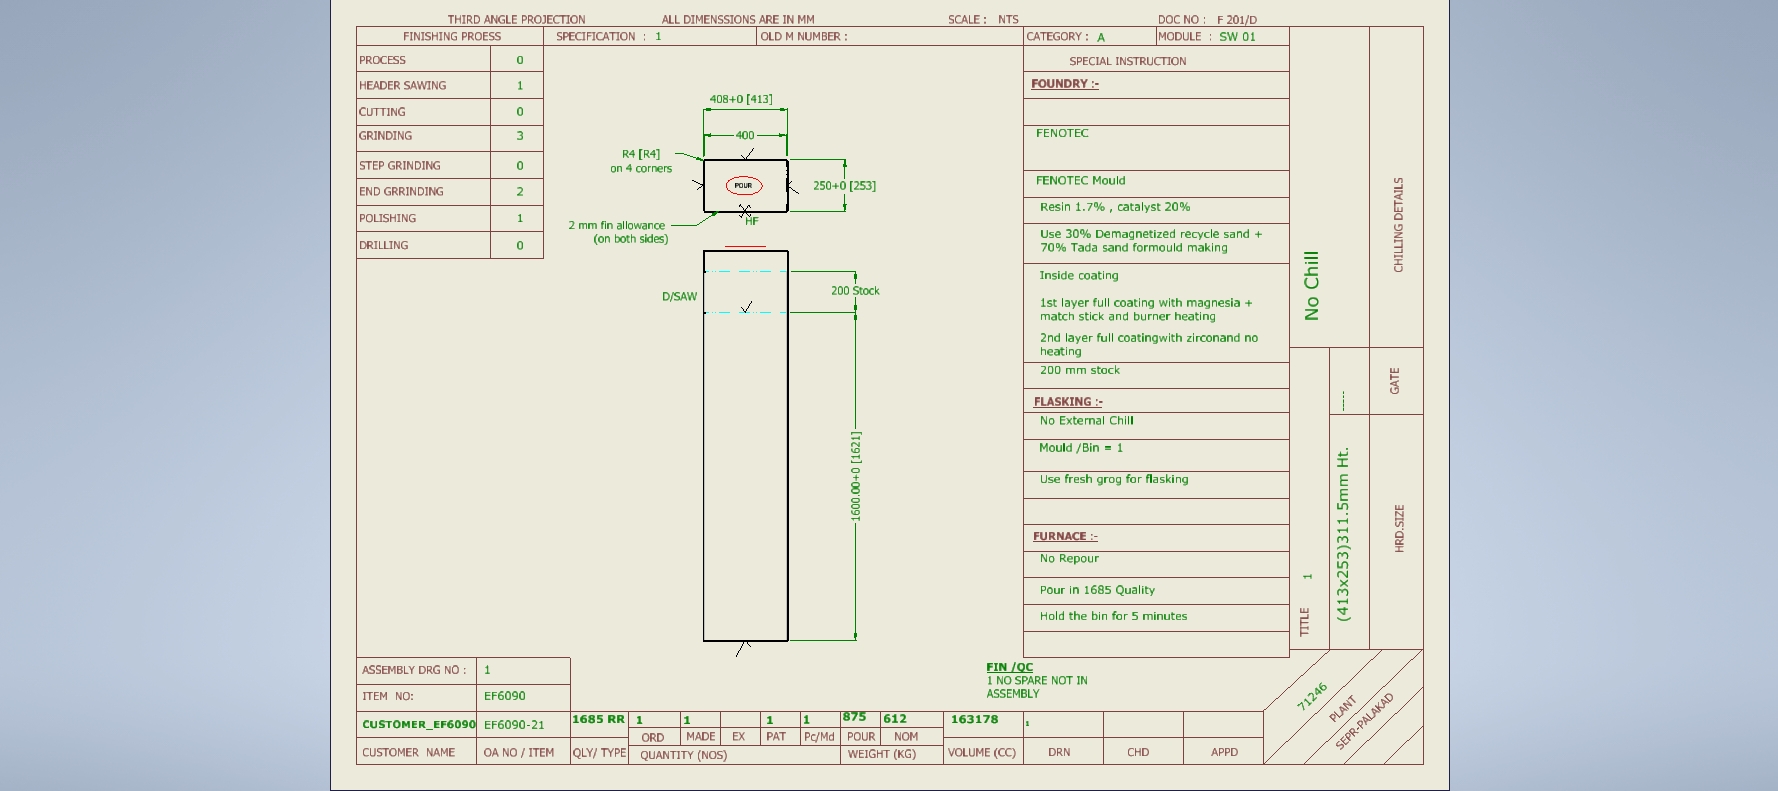 THIRD ANGLE PROJECTION ALL DIMENSSIONS ARE IN MM SCALE : NTS DOC NO : F 201/D
FINISHING PROESS SPECIFICATION : 1 OLD M NUMBER : CATEGORY : A MODULE : SW 01
PROCESS 0
HEADER SAWING 1
CUTTING 0
GRINDING 3
STEP GRINDING 0
END GRRINDING 2
POLISHING 1
DRILLING 0
408+0 [413]
400
R4 [R4]
on 4 corners
POUR
250+0 [253]
2 mm fin allowance
(on both sides)
HF
D/SAW
200 Stock
1600.00+0 [1621]
SPECIAL INSTRUCTION
FOUNDRY :-
FENOTEC
FENOTEC Mould
Resin 1.7% , catalyst 20%
Use 30% Demagnetized recycle sand +
70% Tada sand formould making
Inside coating
1st layer full coating with magnesia +
match stick and burner heating
2nd layer full coatingwith zirconand no
heating
200 mm stock
FLASKING :-
No External Chill
Mould /Bin = 1
Use fresh grog for flasking
FURNACE :-
No Repour
Pour in 1685 Quality
Hold the bin for 5 minutes
No Chill
CHILLING DETAILS
GATE
------
HRD.SIZE
(413x253)311.5mm Ht.
TITLE 1
71246
PLANT
SEPR-PALAKAD
FIN /QC
1 NO SPARE NOT IN
ASSEMBLY
ASSEMBLY DRG NO : 1
ITEM NO: EF6090
CUSTOMER_EF6090 EF6090-21 1685 RR 1 1 1 1 875 612 163178 1
ORD MADE EX PAT Pc/Md POUR NOM
CUSTOMER NAME OA NO / ITEM QLY/ TYPE QUANTITY (NOS) WEIGHT (KG) VOLUME (CC) DRN CHD APPD